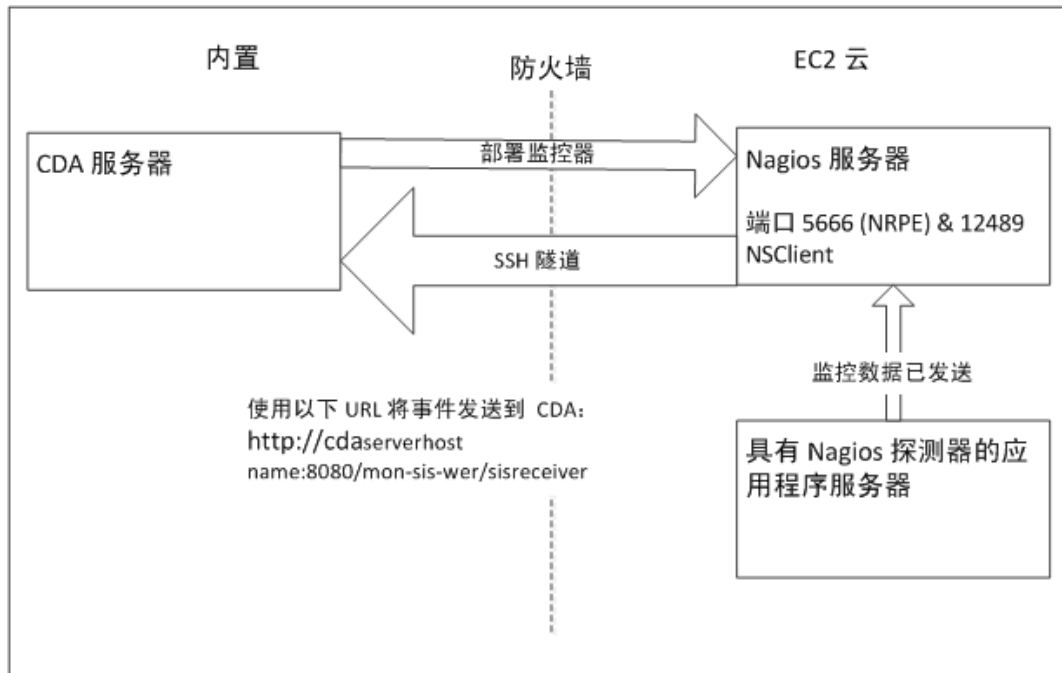 内置
防火墙
EC2 云
CDA 服务器
部署监控器
Nagios 服务器
端口 5666 (NRPE) & 12489
NSClient
SSH 隧道
监控数据已发送
使用以下 URL 将事件发送到 CDA:
http://cdaserverhost
name:8080/mon-sis-wer/sisreceiver
具有 Nagios 探测器的应
用程序服务器